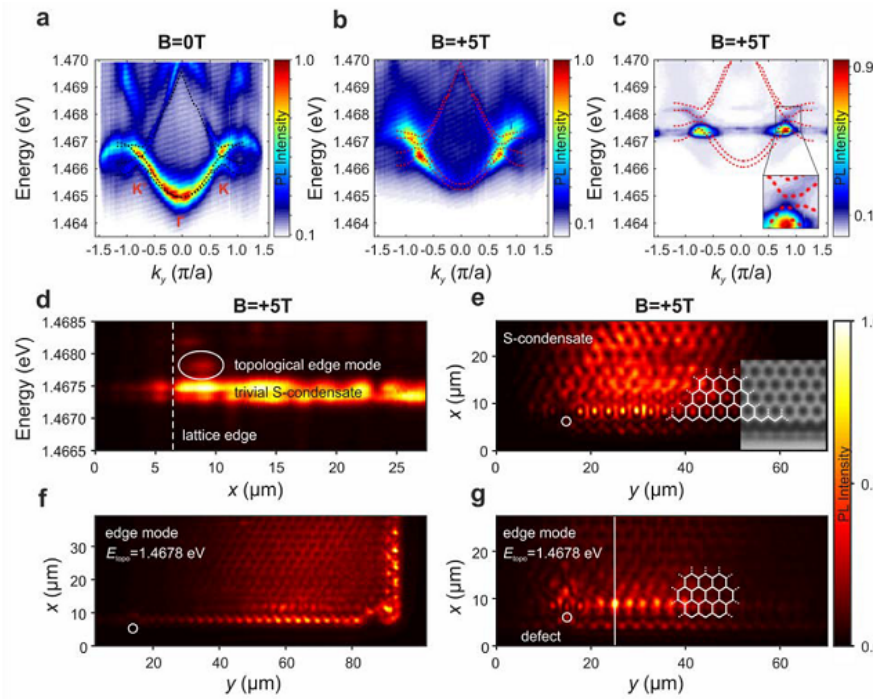 a
B=0T
1.470
1.469
1.468
1.467
1.466
1.465
1.464
Energy (eV)
K
Γ
K
-1.5 -1.0 -0.5 0.0 0.5 1.0 1.5
k_y (π/a)
1.0
PL Intensity
0.1
b
B=+5T
1.470
1.469
1.468
1.467
1.466
1.465
1.464
Energy (eV)
-1.5 -1.0 -0.5 0.0 0.5 1.0 1.5
k_y (π/a)
1.0
PL Intensity
0.1
c
B=+5T
1.470
1.469
1.468
1.467
1.466
1.465
1.464
Energy (eV)
-1.5 -1.0 -0.5 0.0 0.5 1.0 1.5
k_y (π/a)
0.9
PL Intensity
0.1
d
B=+5T
1.4685
1.4680
1.4675
1.4670
1.4665
Energy (eV)
topological edge mode
trivial S-condensate
lattice edge
0 5 10 15 20 25
x (µm)
e
B=+5T
S-condensate
20
10
0
x (µm)
0 20 40 60
y (µm)
PL Intensity
f
edge mode
E_topo=1.4678 eV
30
20
10
0
x (µm)
20 40 60 80 100
y (µm)
g
edge mode
E_topo=1.4678 eV
defect
20
10
0
x (µm)
0 20 40 60
y (µm)